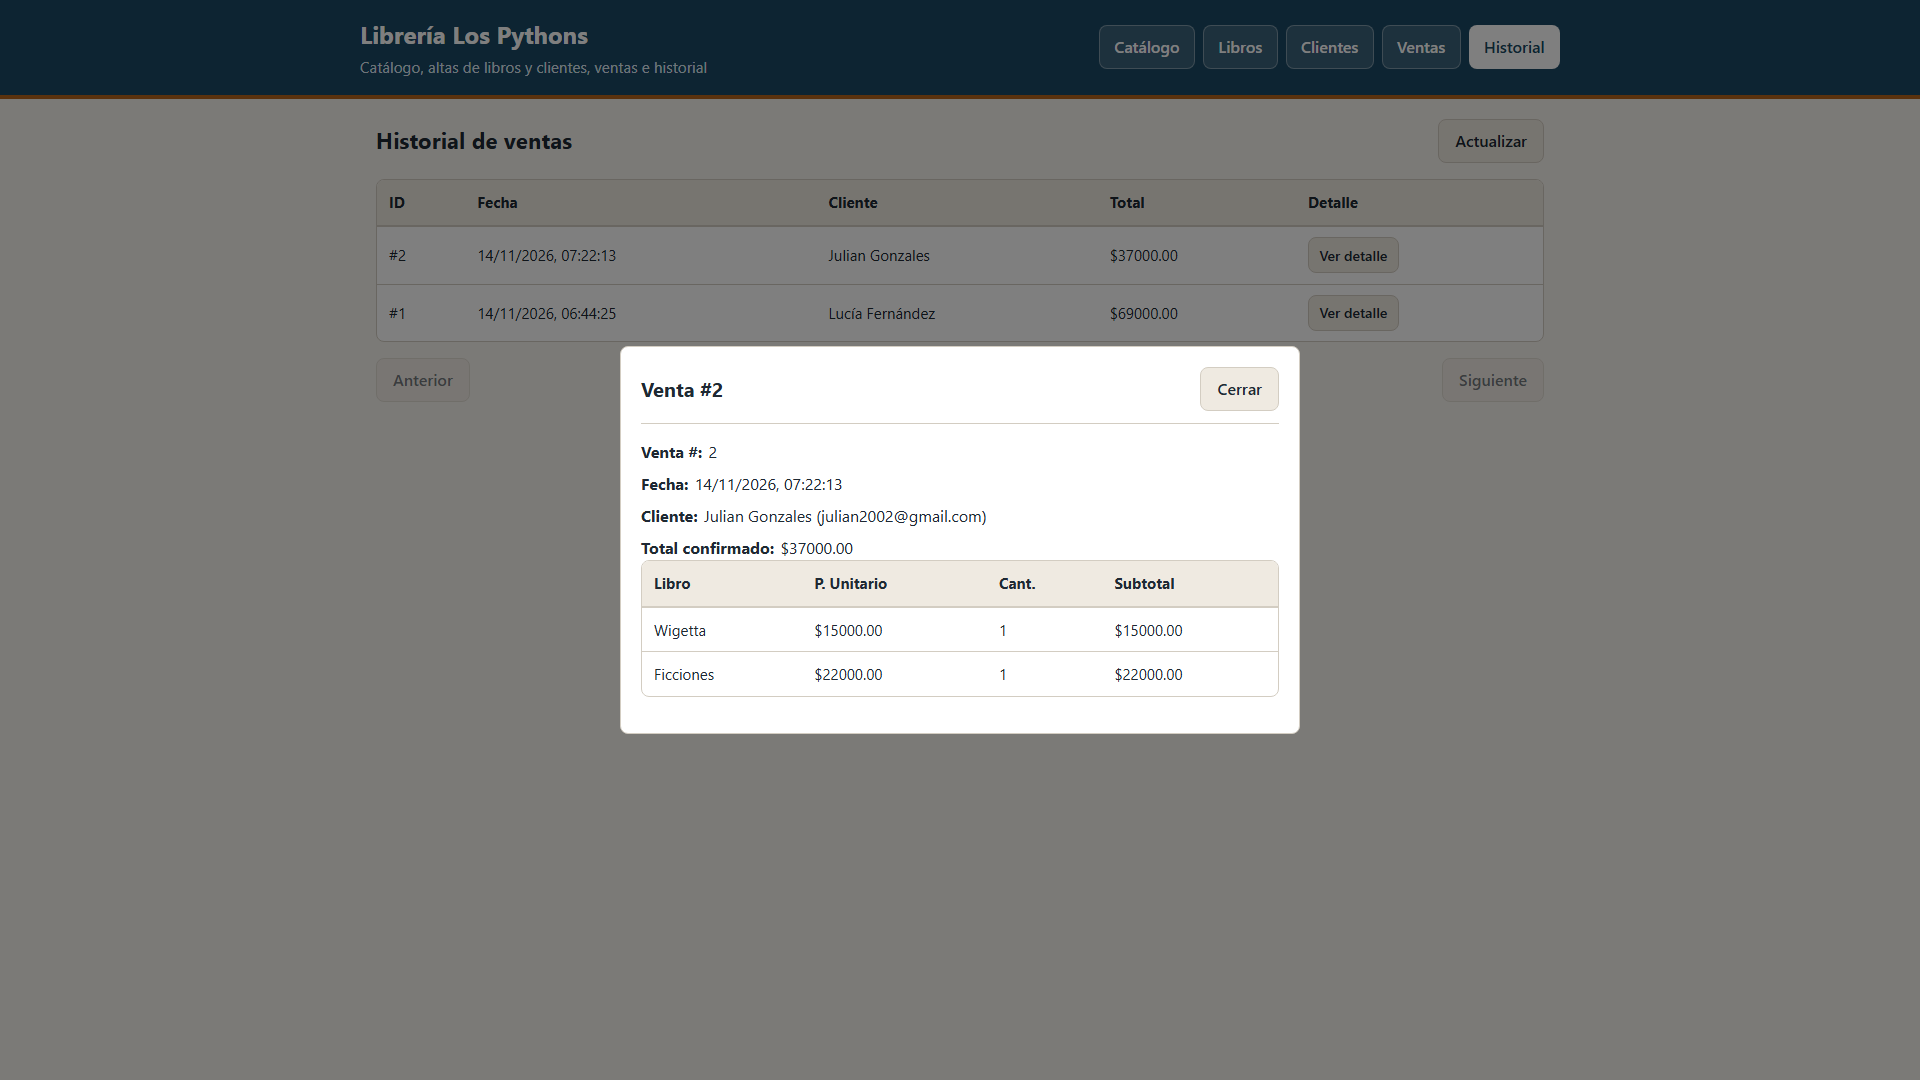 Librería Los Pythons
Catálogo, altas de libros y clientes, ventas e historial
Catálogo Libros Clientes Ventas Historial
Historial de ventas
Actualizar
ID Fecha Cliente Total Detalle
#2 14/11/2026, 07:22:13 Julian Gonzales $37000.00 Ver detalle
#1 14/11/2026, 06:44:25 Lucía Fernández $69000.00 Ver detalle
Anterior Siguiente
Venta #2
Cerrar
Venta #: 2
Fecha: 14/11/2026, 07:22:13
Cliente: Julian Gonzales (julian2002@gmail.com)
Total confirmado: $37000.00
Libro P. Unitario Cant. Subtotal
Wigetta $15000.00 1 $15000.00
Ficciones $22000.00 1 $22000.00